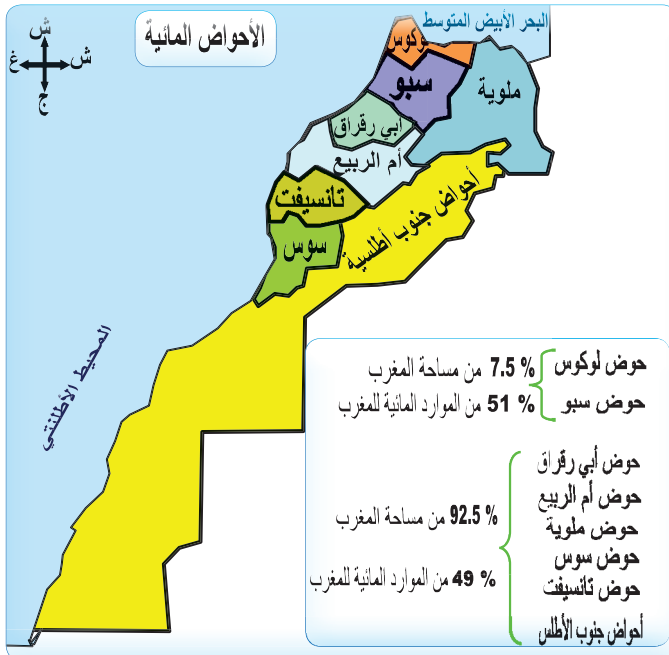 الأحواض المائية
ش
غ
ش
ج
البحر الأبيض المتوسط
لوكوس
سبو
ملوية
أبي رقراق
أم الربيع
تانسيفت
سوس
أحواض جنوب أطلسية
المحيط الأطلنتي
حوض لوكوس
حوض سبو
7.5 % من مساحة المغرب
51 % من الموارد المائية للمغرب
حوض أبي رقراق
حوض أم الربيع
حوض ملوية
حوض سوس
حوض تانسيفت
أحواض جنوب الأطلس
92.5 % من مساحة المغرب
49 % من الموارد المائية للمغرب